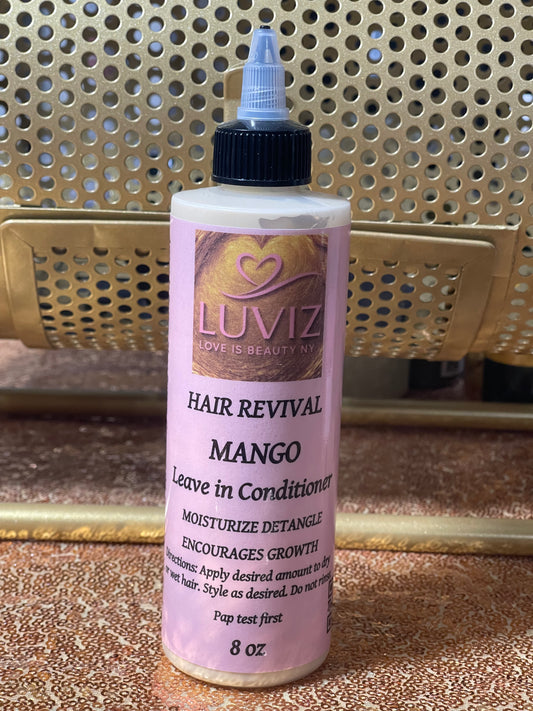 LUVIZ
LOVE IS BEAUTY NY
HAIR REVIVAL
MANGO
Leave in Conditioner
MOISTURIZE DETANGLE
ENCOURAGES GROWTH
Directions: Apply desired amount to dry
or wet hair. Style as desired. Do not rinse
Pap test first
8 oz